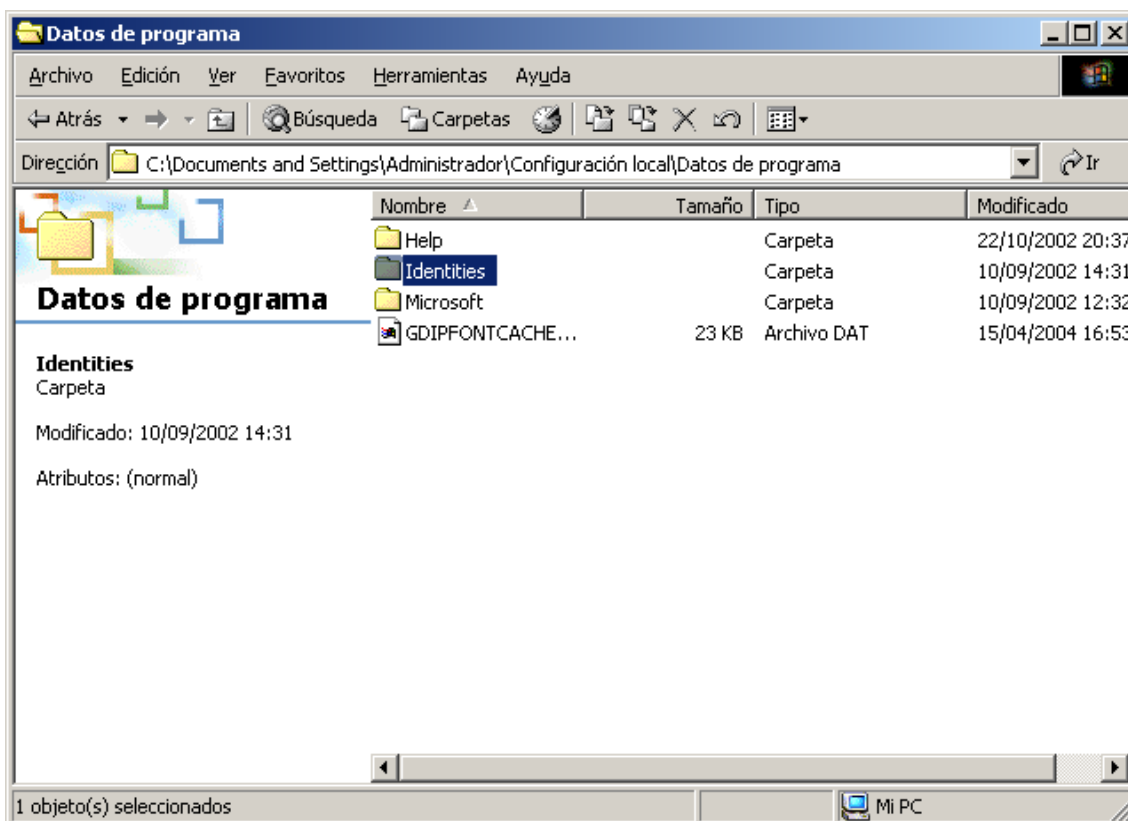 Datos de programa
Archivo Edición Ver Favoritos Herramientas Ayuda
Atrás Búsqueda Carpetas
Dirección C:\Documents and Settings\Administrador\Configuración local\Datos de programa Ir
Nombre Tamaño Tipo Modificado
Help Carpeta 22/10/2002 20:37
Identities Carpeta 10/09/2002 14:31
Microsoft Carpeta 10/09/2002 12:32
GDIPFONTCACHE... 23 KB Archivo DAT 15/04/2004 16:53
Datos de programa
Identities
Carpeta
Modificado: 10/09/2002 14:31
Atributos: (normal)
1 objeto(s) seleccionados Mi PC